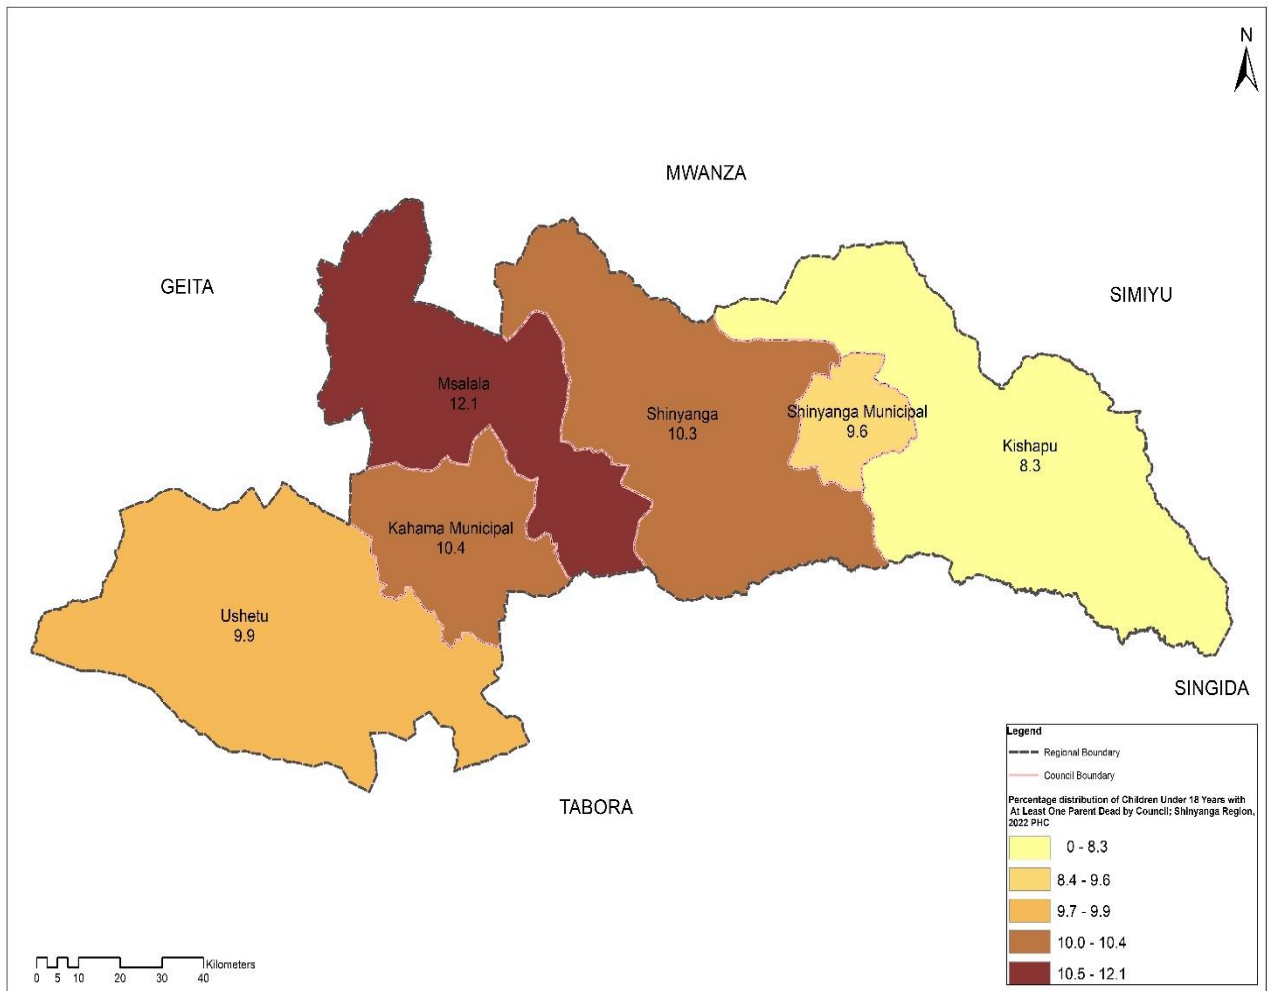 N
MWANZA
GEITA
SIMIYU
Msalala
12.1
Shinyanga
10.3
Shinyanga Municipal
9.6
Kishapu
8.3
Kahama Municipal
10.4
Ushetu
9.9
SINGIDA
TABORA
Legend
Regional Boundary
Council Boundary
Percentage distribution of Children Under 18 Years with
At Least One Parent Dead by Council; Shinyanga Region,
2022 PHC
0 - 8.3
8.4 - 9.6
9.7 - 9.9
10.0 - 10.4
10.5 - 12.1
Kilometers
0 5 10 20 30 40